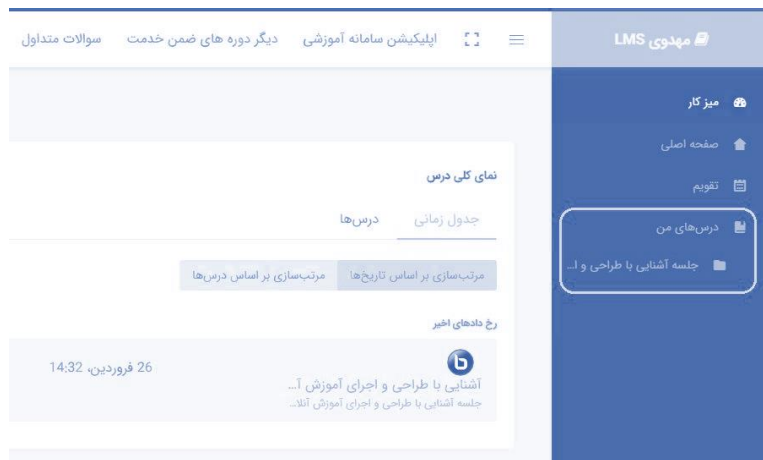 مهدوی LMS
اپلیکیشن سامانه آموزشی دیگر دوره های ضمن خدمت سوالات متداول
میز کار
صفحه اصلی
تقویم
درس‌های من
جلسه آشنایی با طراحی و ا...
نمای کلی درس
جدول زمانی درس‌ها
مرتب‌سازی بر اساس تاریخ‌ها مرتب‌سازی بر اساس درس‌ها
رخ دادهای اخیر
26 فروردین، 14:32
آشنایی با طراحی و اجرای آموزش آ...
جلسه آشنایی با طراحی و اجرای آموزش آنلا...